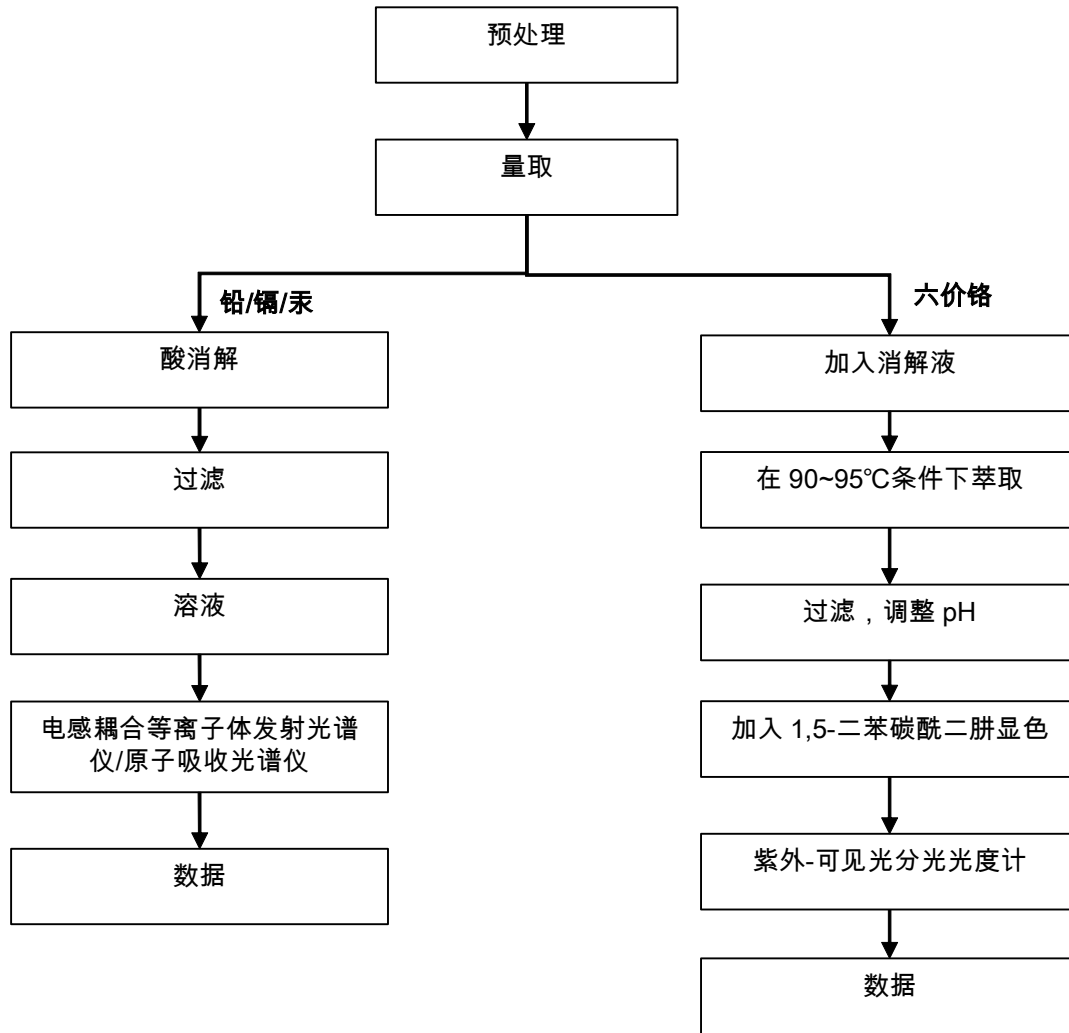 预处理
量取
铅/镉/汞
酸消解
过滤
溶液
电感耦合等离子体发射光谱
仪/原子吸收光谱仪
数据
六价铬
加入消解液
在 90~95℃条件下萃取
过滤，调整 pH
加入 1,5-二苯碳酰二肼显色
紫外-可见光分光光度计
数据